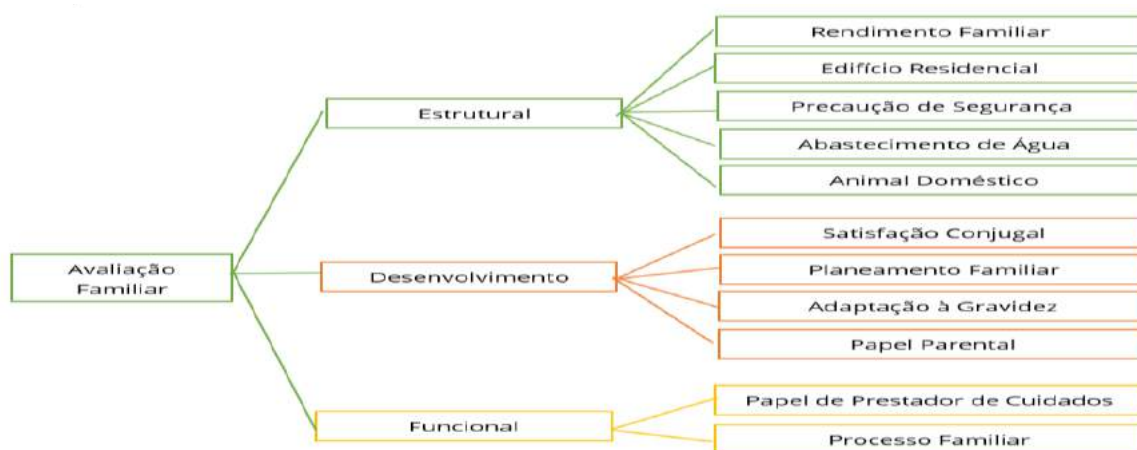 Avaliação
Familiar
Estrutural
Rendimento Familiar
Edifício Residencial
Precaução de Segurança
Abastecimento de Água
Animal Doméstico
Desenvolvimento
Satisfação Conjugal
Planeamento Familiar
Adaptação à Gravidez
Papel Parental
Funcional
Papel de Prestador de Cuidados
Processo Familiar